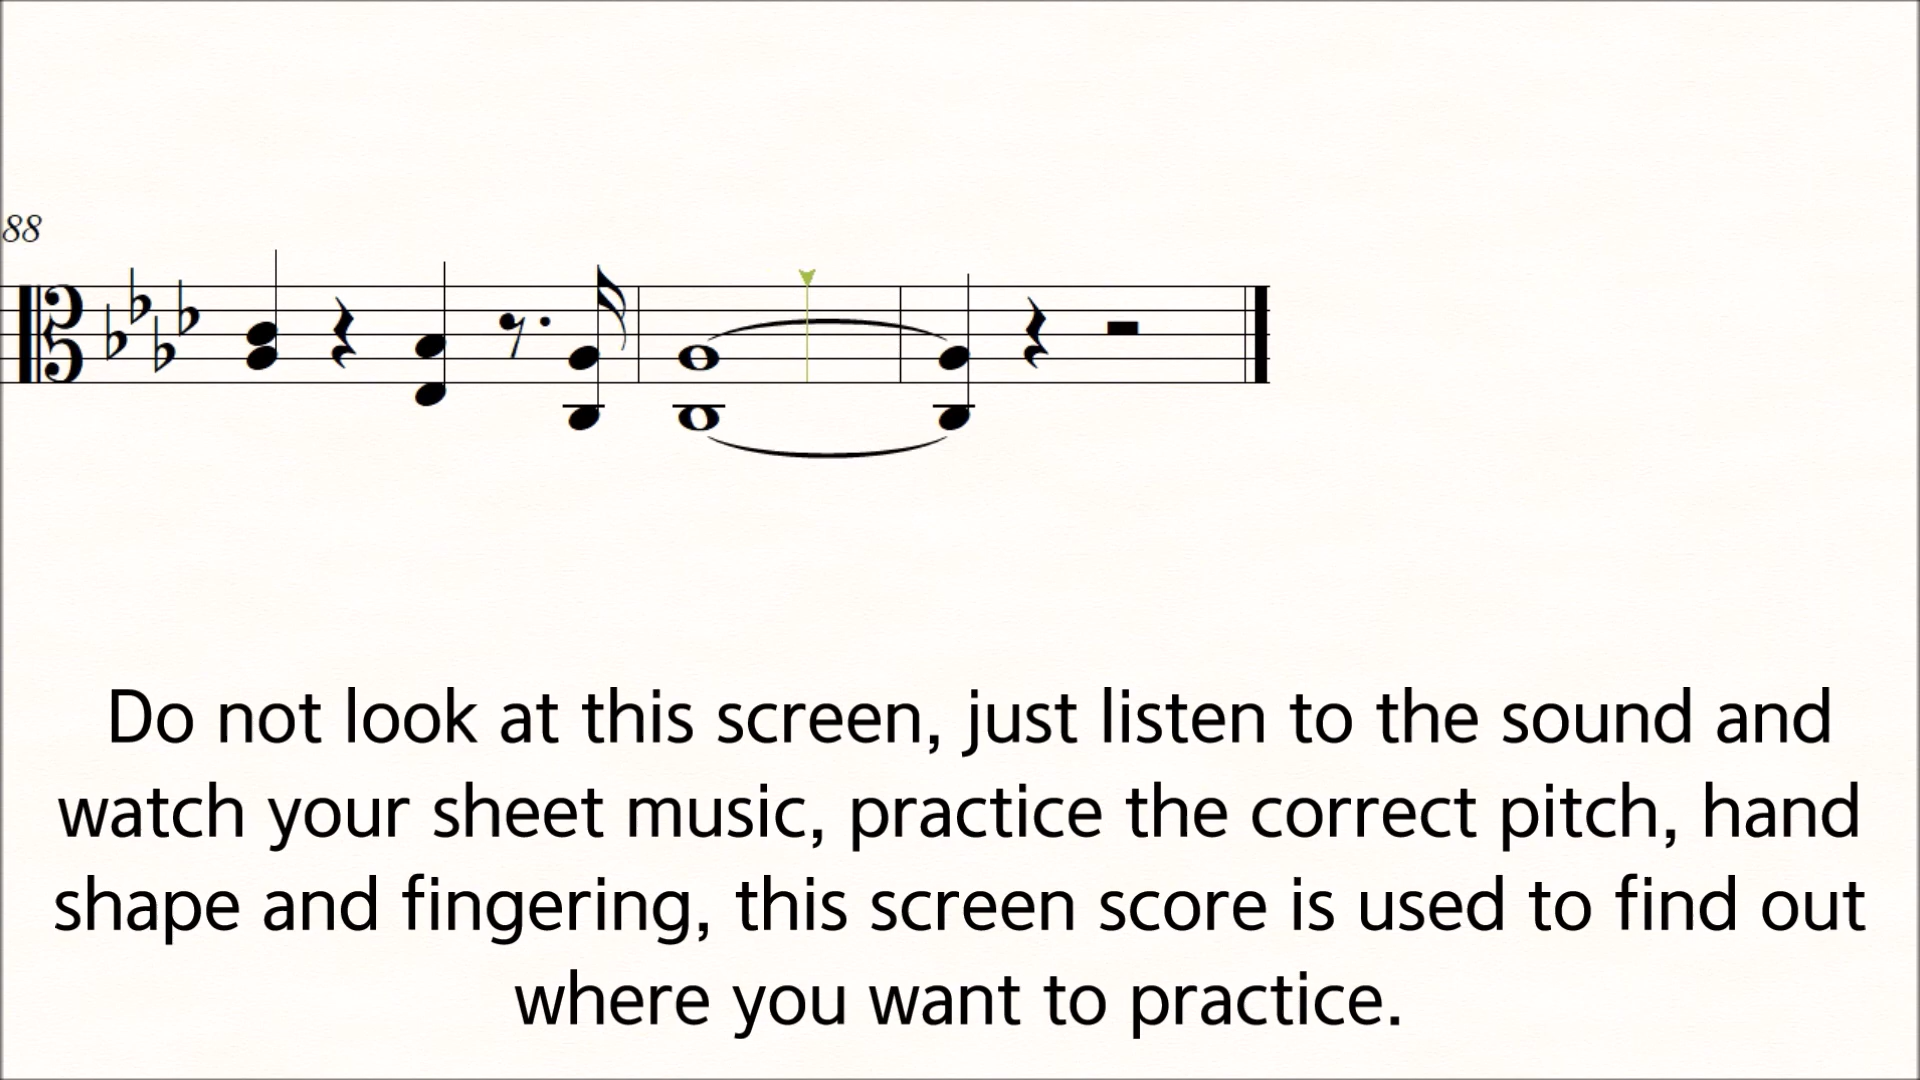 88
Do not look at this screen, just listen to the sound and
watch your sheet music, practice the correct pitch, hand
shape and fingering, this screen score is used to find out
where you want to practice.